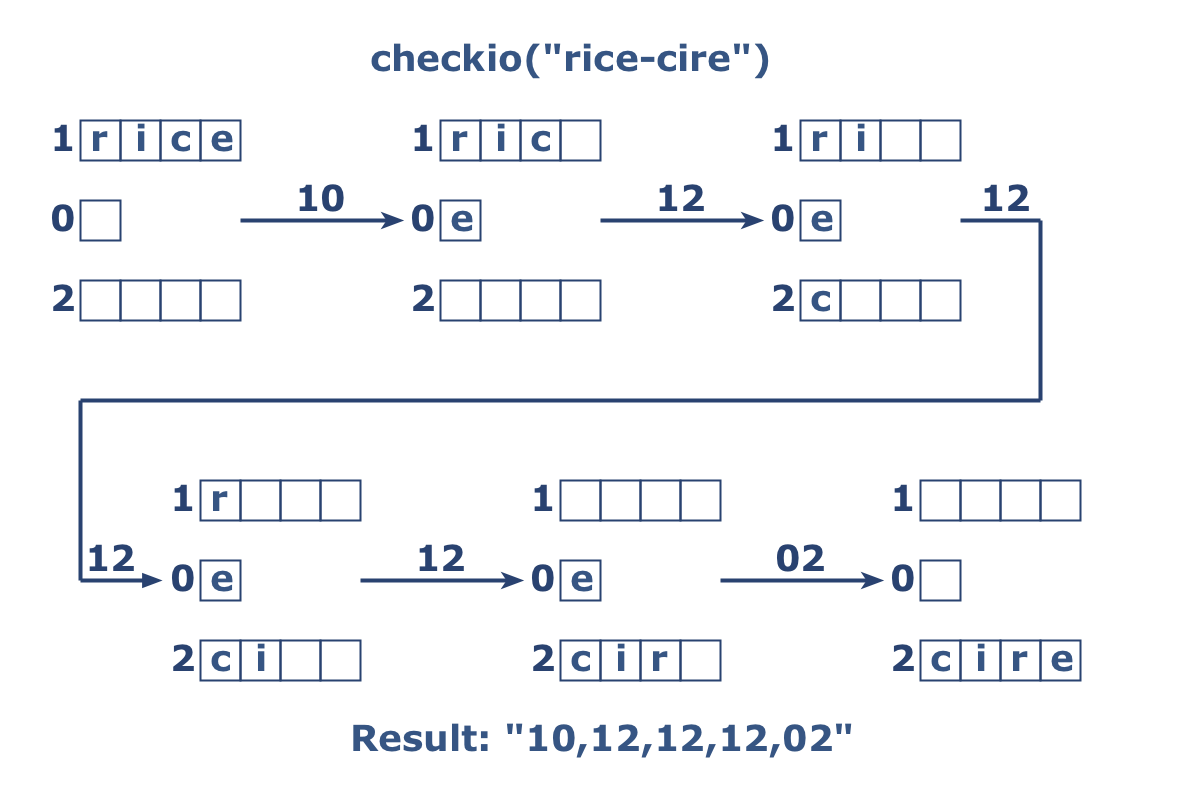 checkio("rice-cire")
1 r i c e 1 r i c 1 r i
10 12 12
0 0 e 0 e
2 2 2 c
1 r 1 1
12 12 02
0 e 0 e 0
2 c i 2 c i r 2 c i r e
Result: "10,12,12,12,02"